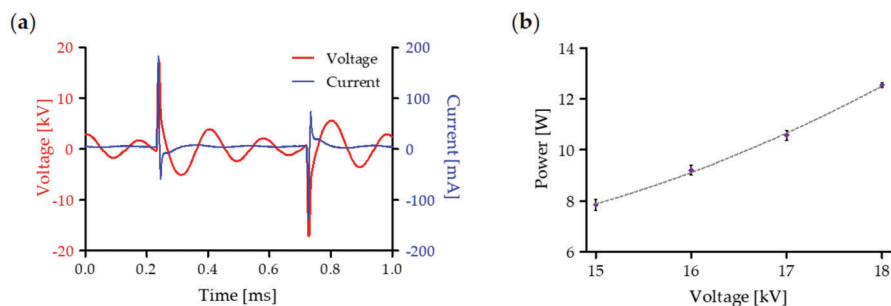 (a)
20
10
0
-10
-20
Voltage [kV]
Voltage
Current
200
100
0
-100
-200
Current [mA]
0.0 0.2 0.4 0.6 0.8 1.0
Time [ms]
(b)
14
12
10
8
6
Power [W]
15 16 17 18
Voltage [kV]